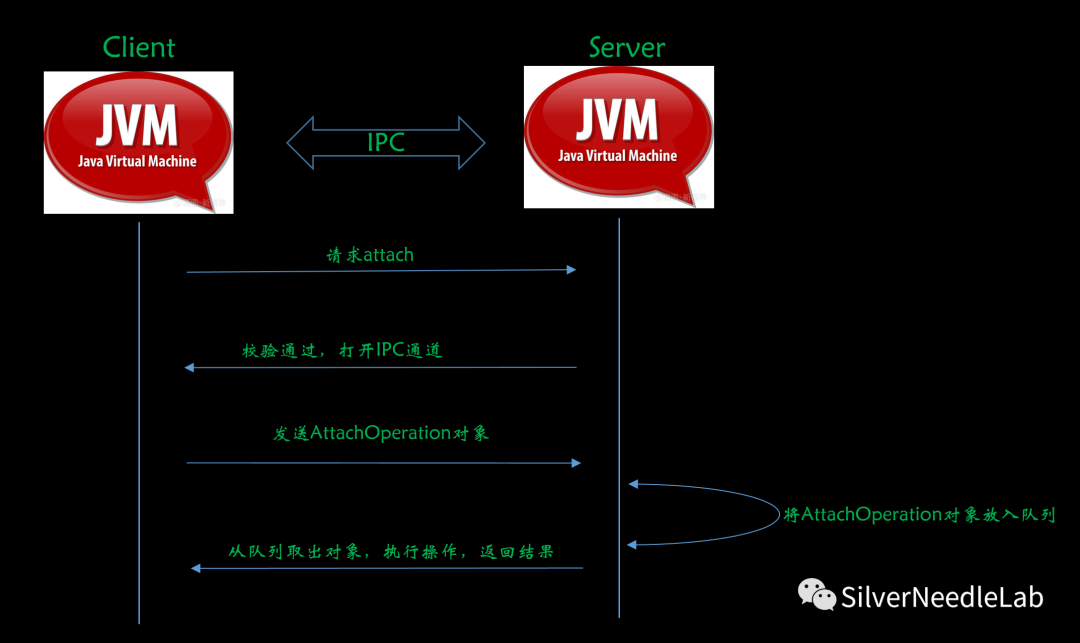 Client
Server
JVM
Java Virtual Machine
IPC
JVM
Java Virtual Machine
请求attach
校验通过，打开IPC通道
发送AttachOperation对象
将AttachOperation对象放入队列
从队列取出对象，执行操作，返回结果
SilverNeedleLab